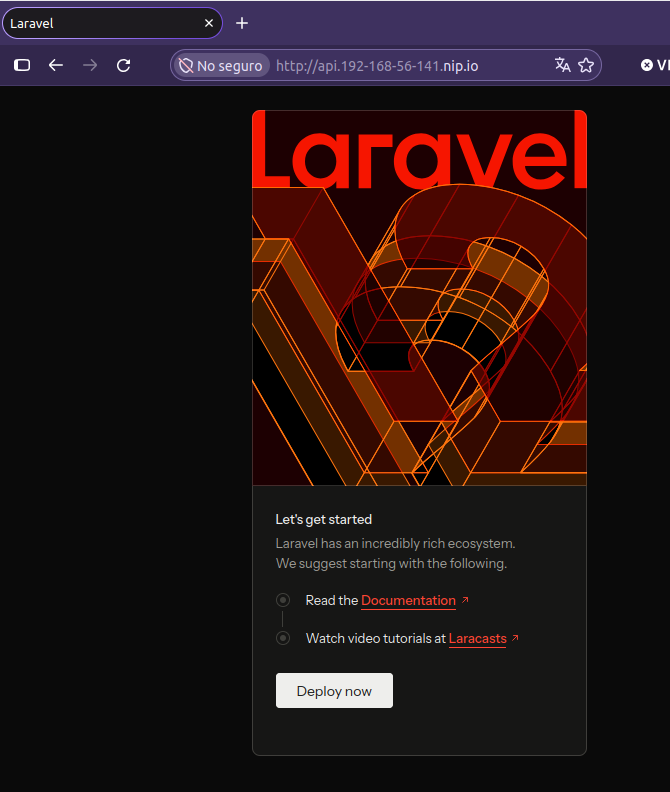 Laravel
No seguro http://api.192-168-56-141.nip.io
Laravel
Let's get started
Laravel has an incredibly rich ecosystem.
We suggest starting with the following.
Read the Documentation
Watch video tutorials at Laracasts
Deploy now